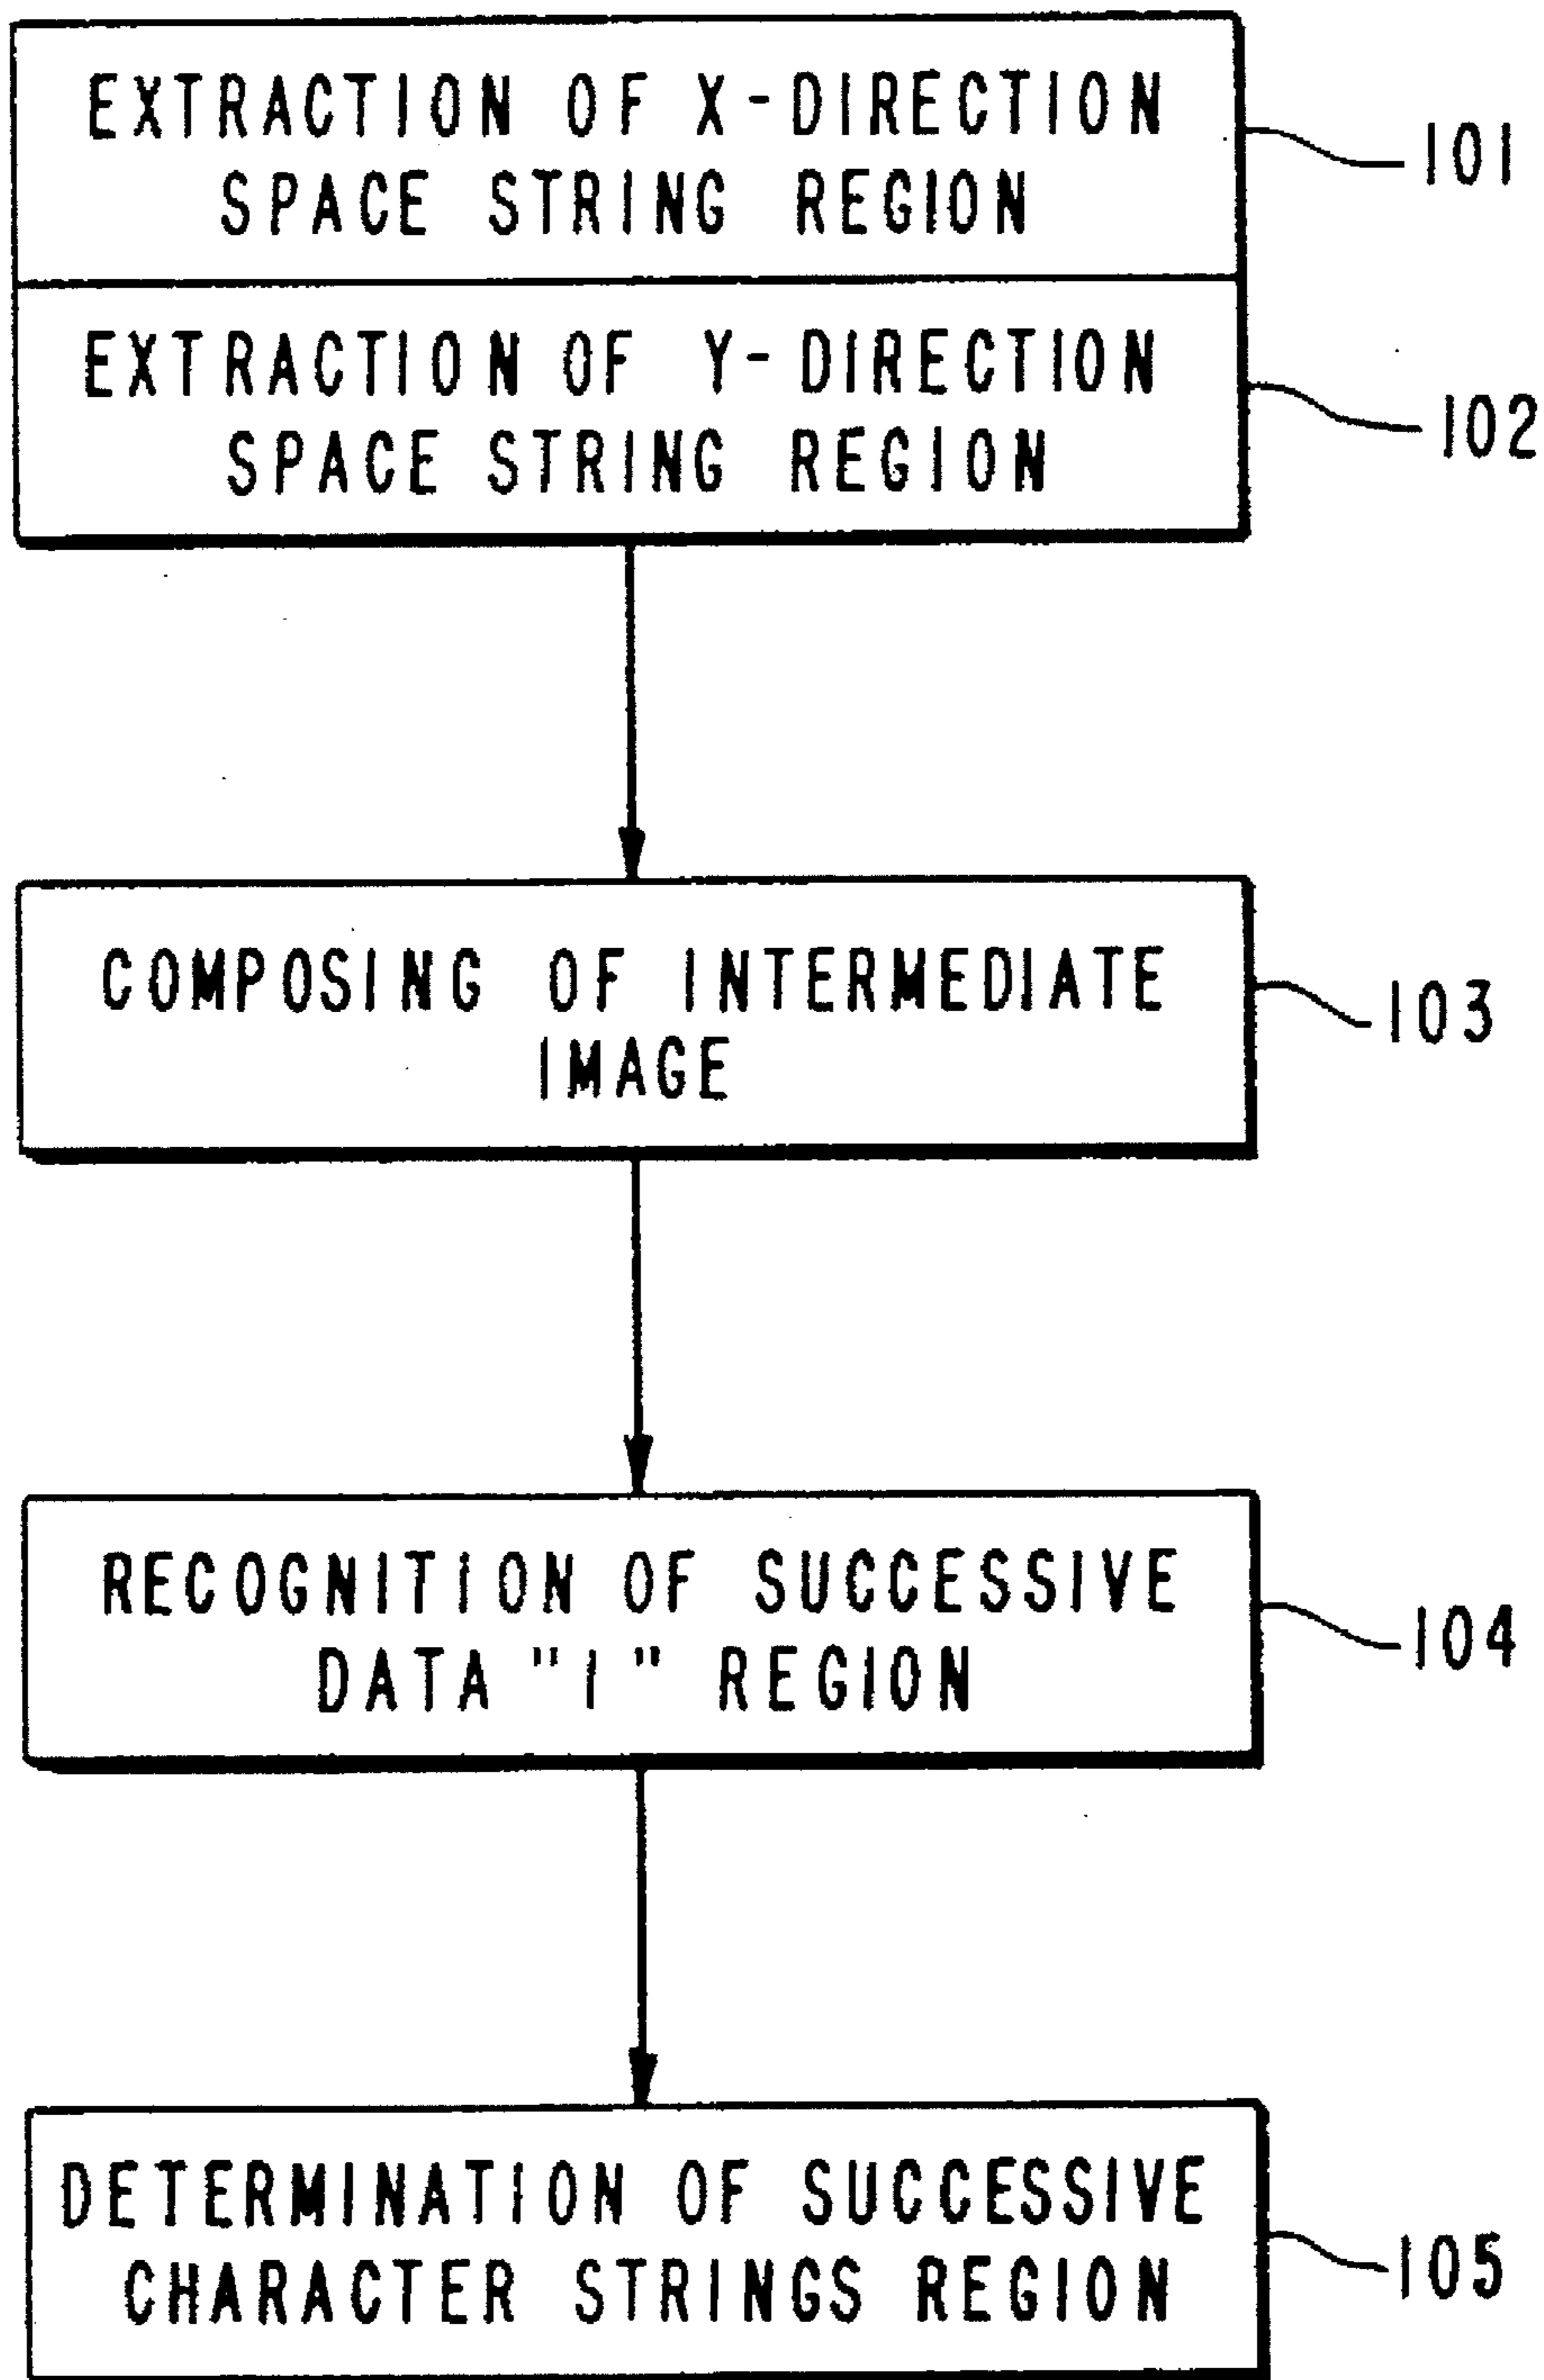 EXTRACTION OF X-DIRECTION
SPACE STRING REGION
101
EXTRACTION OF Y-DIRECTION
SPACE STRING REGION
102
COMPOSING OF INTERMEDIATE
IMAGE
103
RECOGNITION OF SUCCESSIVE
DATA "1" REGION
104
DETERMINATION OF SUCCESSIVE
CHARACTER STRINGS REGION
105